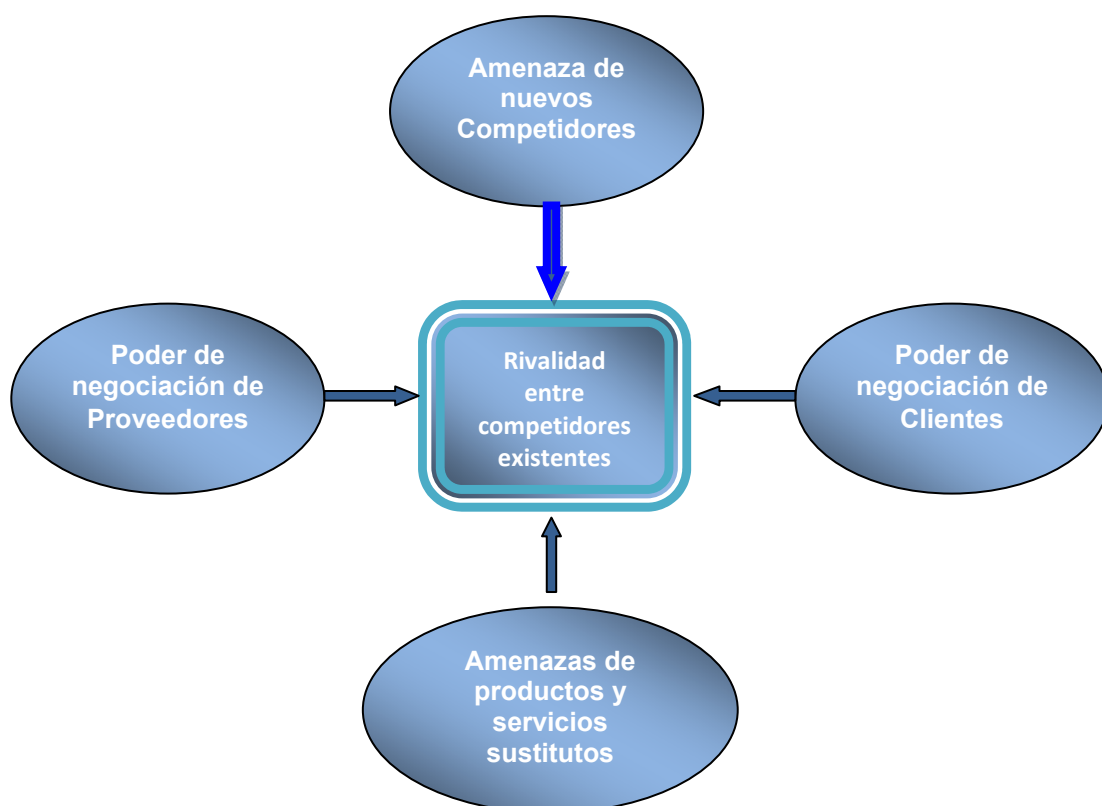 Amenaza de
nuevos
Competidores
Poder de
negociación de
Proveedores
Rivalidad
entre
competidores
existentes
Poder de
negociación de
Clientes
Amenazas de
productos y
servicios
sustitutos